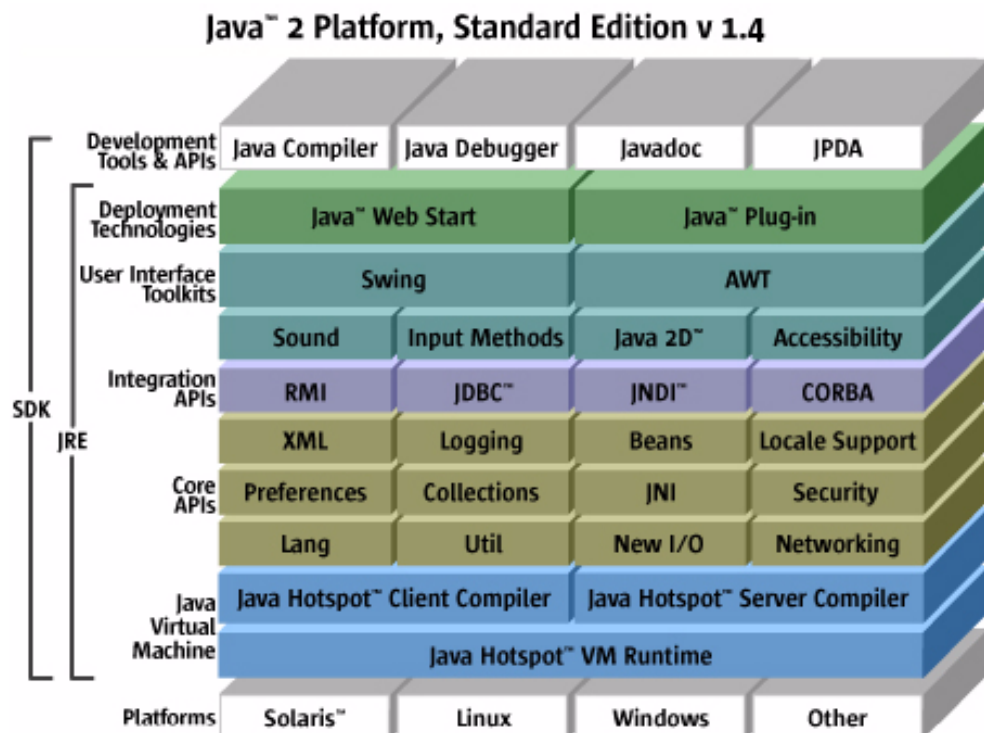 Java™ 2 Platform, Standard Edition v 1.4
Development Tools & APIs
Java Compiler
Java Debugger
Javadoc
JPDA
Deployment Technologies
Java™ Web Start
Java™ Plug-in
User Interface Toolkits
Swing
AWT
Sound
Input Methods
Java 2D™
Accessibility
Integration APIs
RMI
JDBC™
JNDI™
CORBA
SDK
JRE
XML
Logging
Beans
Locale Support
Core APIs
Preferences
Collections
JNI
Security
Lang
Util
New I/O
Networking
Java Virtual Machine
Java Hotspot™ Client Compiler
Java Hotspot™ Server Compiler
Java Hotspot™ VM Runtime
Platforms
Solaris™
Linux
Windows
Other